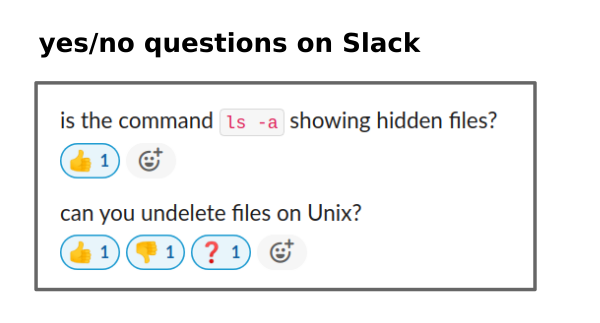 yes/no questions on Slack
is the command ls -a showing hidden files?
👍 1
can you undelete files on Unix?
👍 1 👎 1 ❓ 1